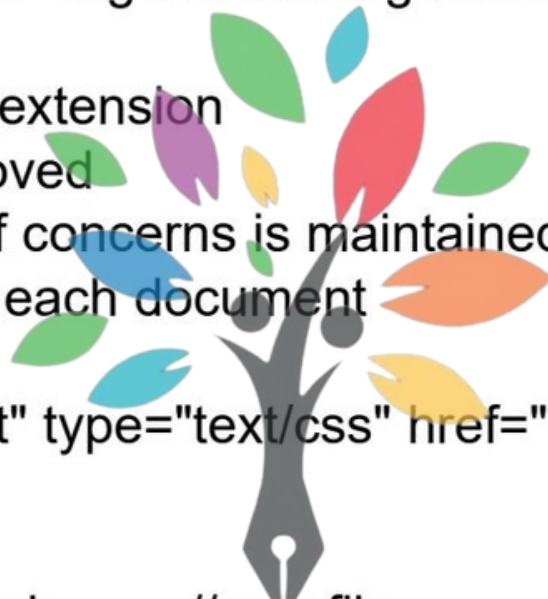 extension
oved
f concerns is maintained
each document
t" type="text/css" href="